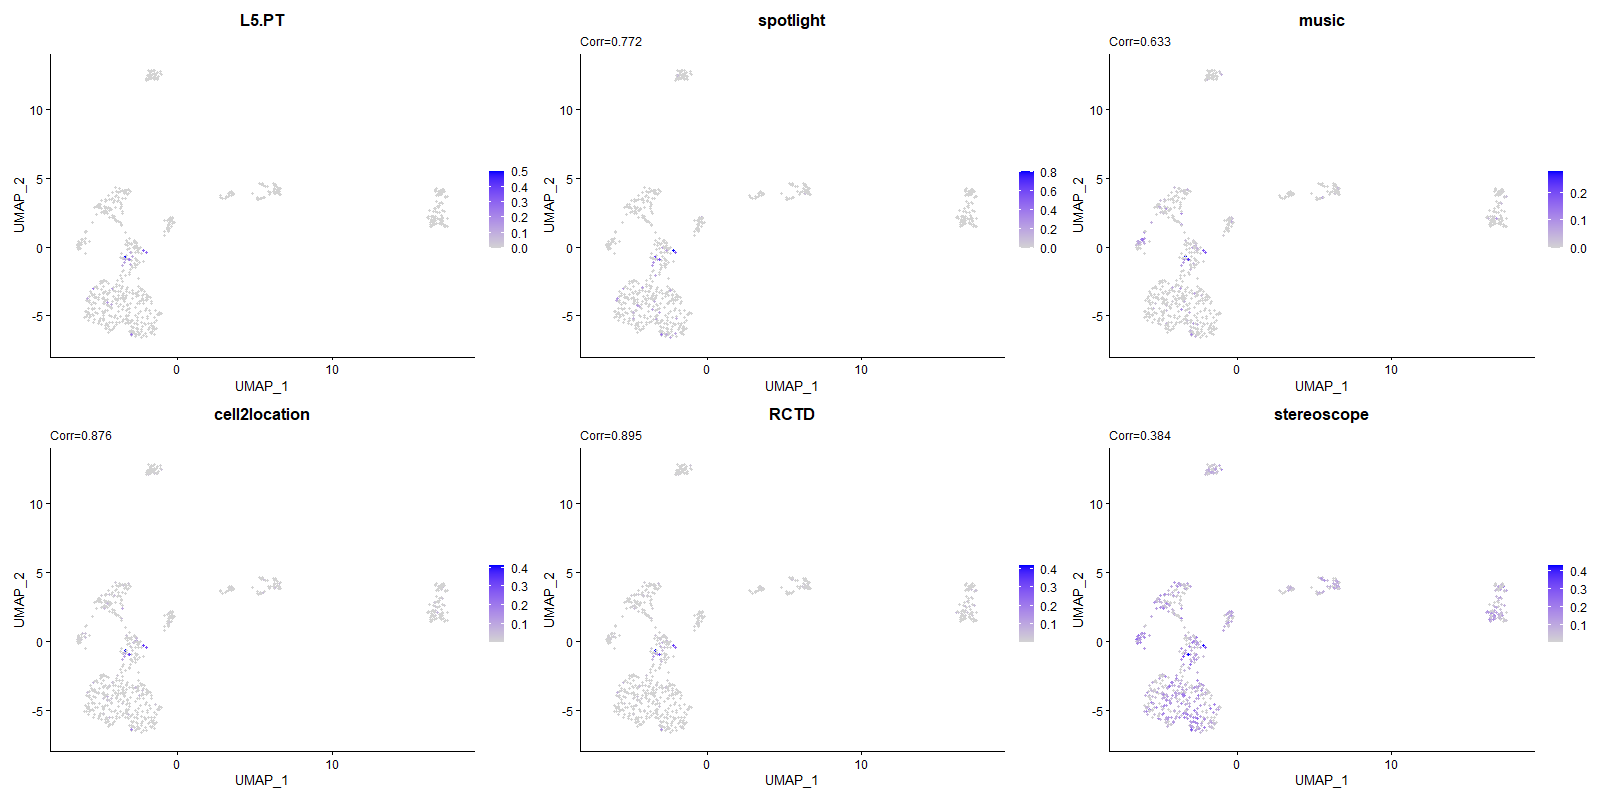 L5.PT
UMAP_2
10
5
0
-5
0
10
UMAP_1
0.5
0.4
0.3
0.2
0.1
0.0
spotlight
Corr=0.772
UMAP_2
10
5
0
-5
0
10
UMAP_1
0.8
0.6
0.4
0.2
0.0
music
Corr=0.633
UMAP_2
10
5
0
-5
0
10
UMAP_1
0.2
0.1
0.0
cell2location
Corr=0.876
UMAP_2
10
5
0
-5
0
10
UMAP_1
0.4
0.3
0.2
0.1
RCTD
Corr=0.895
UMAP_2
10
5
0
-5
0
10
UMAP_1
0.4
0.3
0.2
0.1
stereoscope
Corr=0.384
UMAP_2
10
5
0
-5
0
10
UMAP_1
0.4
0.3
0.2
0.1